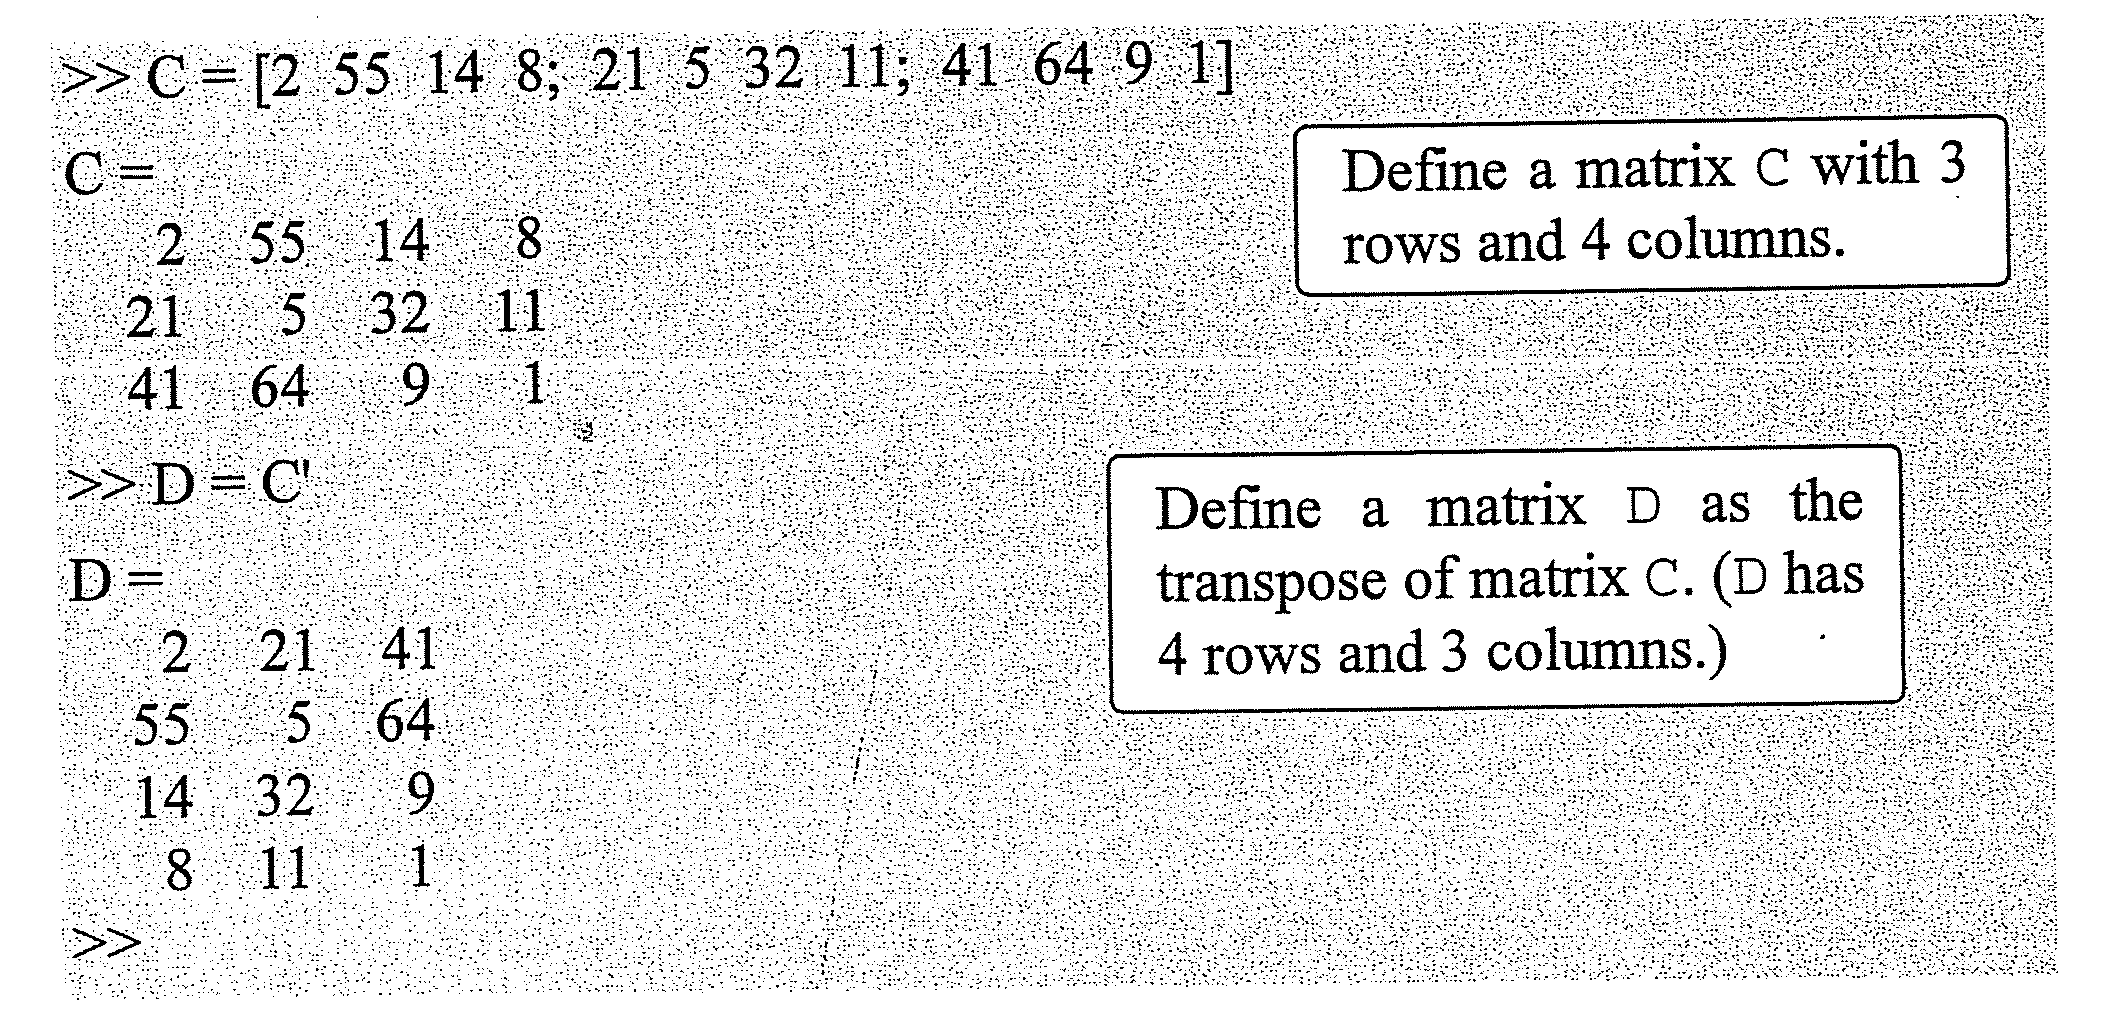 >> C = [2 55 14 8; 21 5 32 11; 41 64 9 1]
C =
2 55 14 8
21 5 32 11
41 64 9 1
Define a matrix C with 3
rows and 4 columns.
>> D = C'
D =
2 21 41
55 5 64
14 32 9
8 11 1
Define a matrix D as the
transpose of matrix C. (D has
4 rows and 3 columns.)
>>